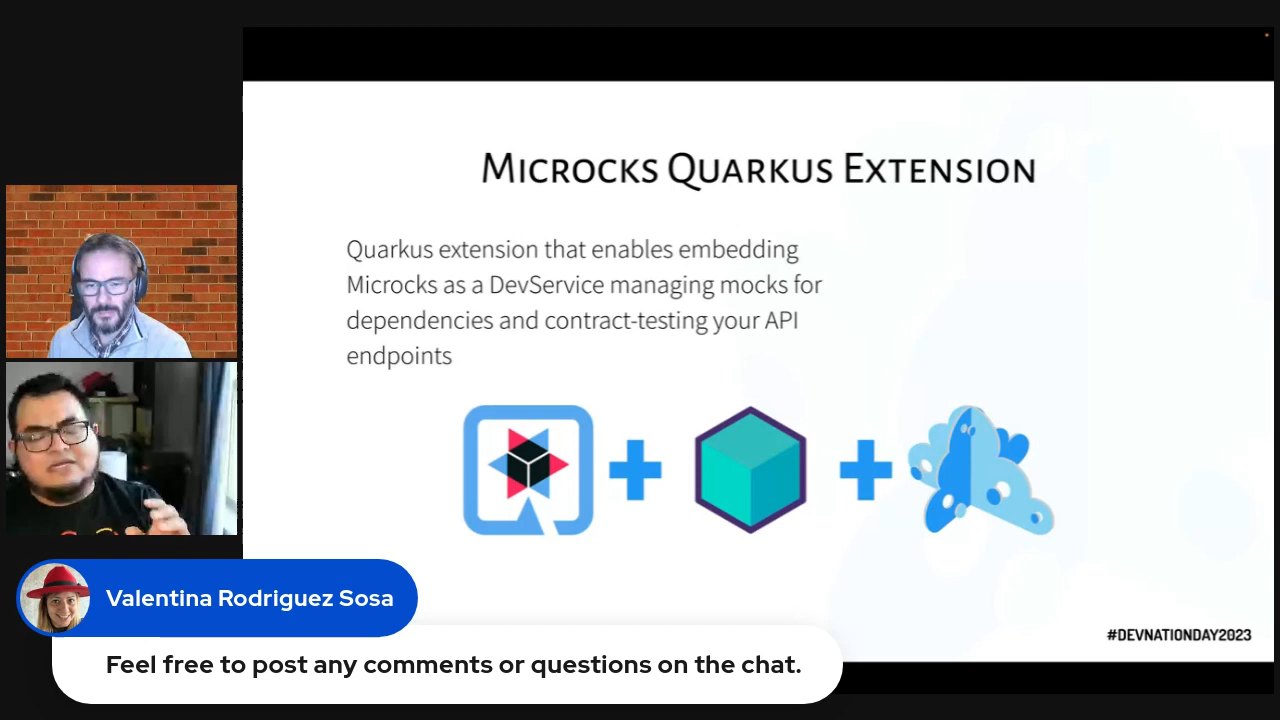 Microcks Quarkus Extension
Quarkus extension that enables embedding
Microcks as a DevService managing mocks for
dependencies and contract-testing your API
endpoints
#DEVNATIONDAY2023
Valentina Rodriguez Sosa
Feel free to post any comments or questions on the chat.